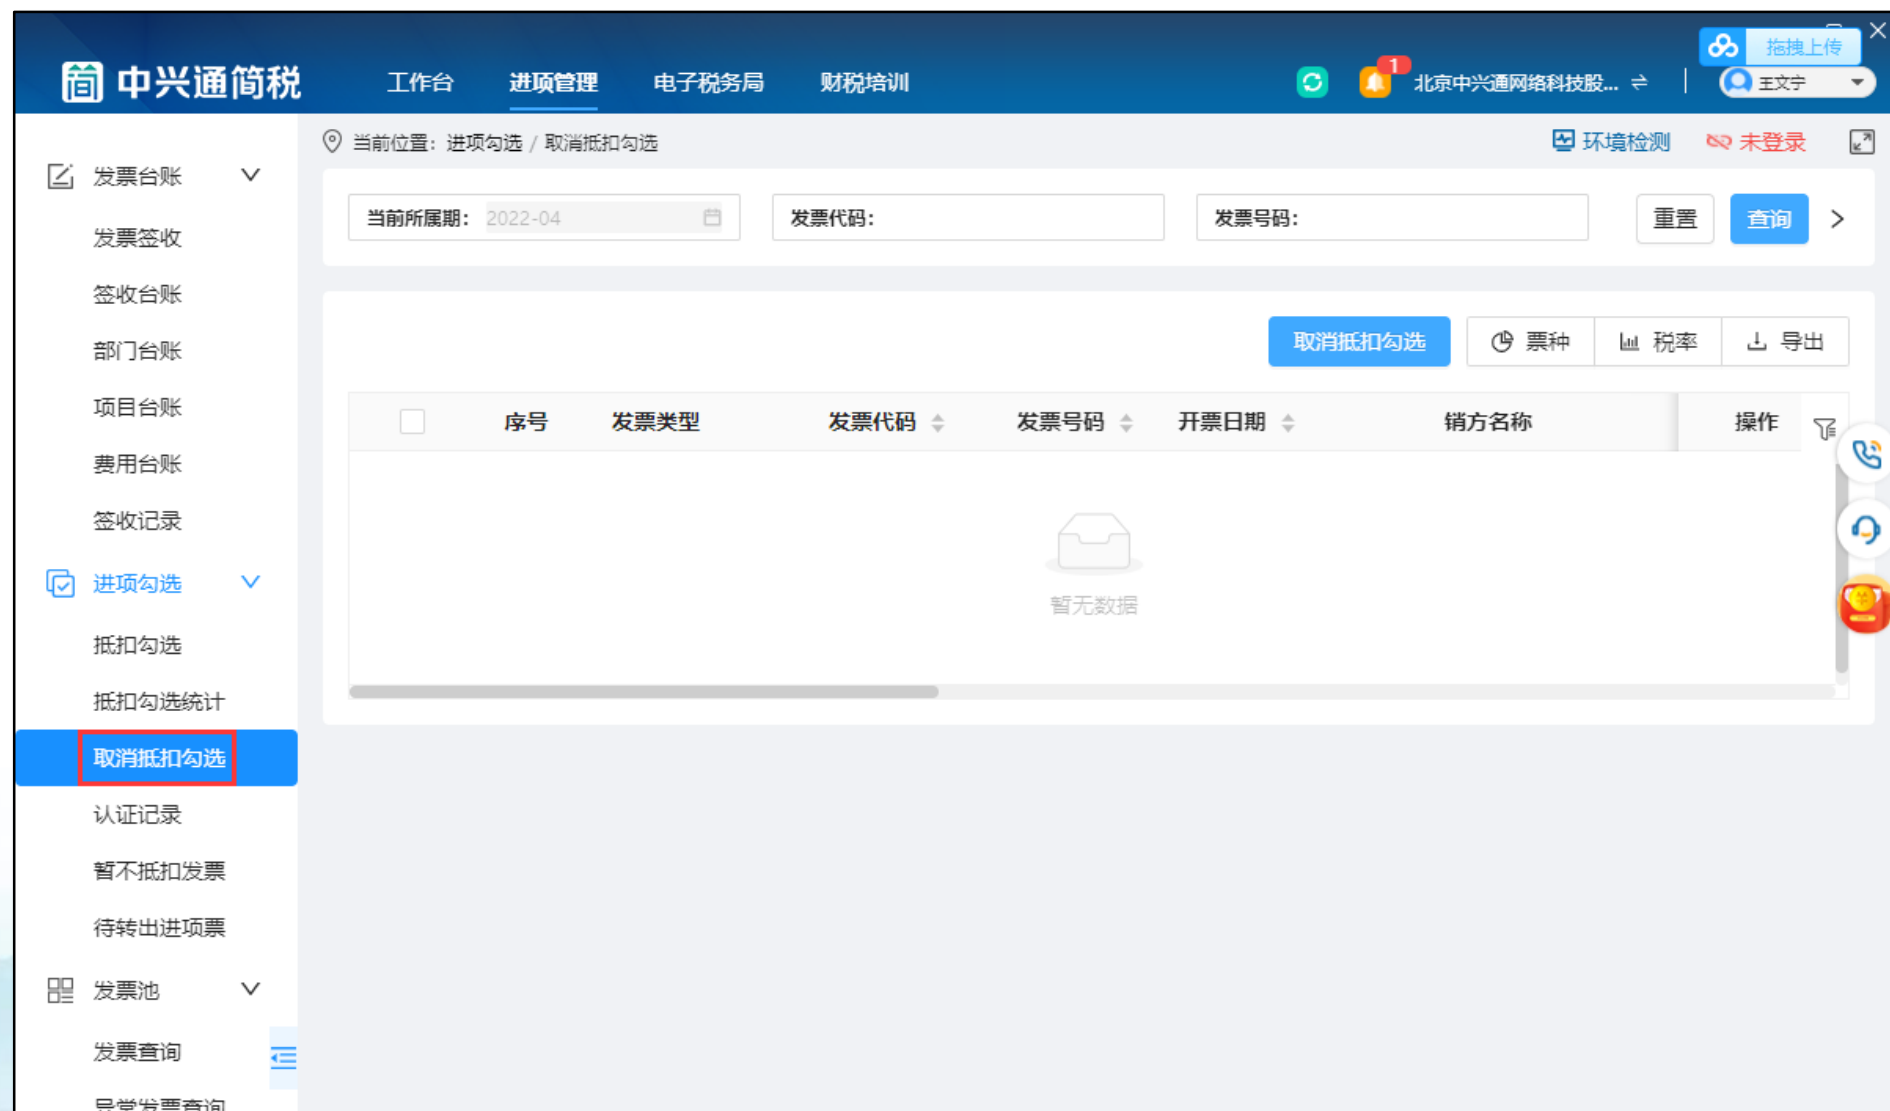 拖拽上传
简 中兴通简税
工作台 进项管理 电子税务局 财税培训
1
北京中兴通网络科技股...
王文宁
当前位置：进项勾选 / 取消抵扣勾选
环境检测 未登录
发票台账
发票签收
签收台账
部门台账
项目台账
费用台账
签收记录
进项勾选
抵扣勾选
抵扣勾选统计
取消抵扣勾选
认证记录
暂不抵扣发票
待转出进项票
发票池
发票查询
异常发票查询
当前所属期： 2022-04 发票代码： 发票号码： 重置 查询
取消抵扣勾选 票种 税率 导出
序号 发票类型 发票代码 发票号码 开票日期 销方名称 操作
暂无数据